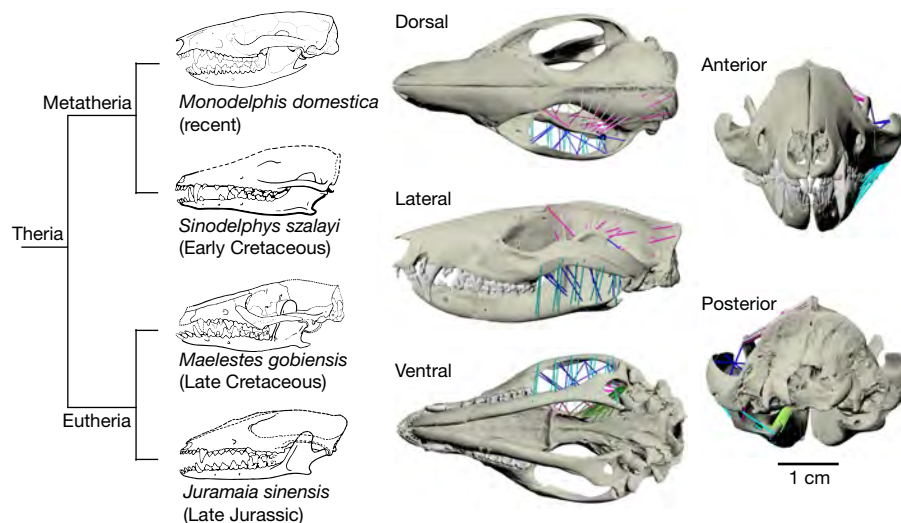 Metatheria
Monodelphis domestica
(recent)
Sinodelphys szalayi
(Early Cretaceous)
Theria
Maelestes gobiensis
(Late Cretaceous)
Eutheria
Juramaia sinensis
(Late Jurassic)
Dorsal
Lateral
Ventral
Anterior
Posterior
1 cm